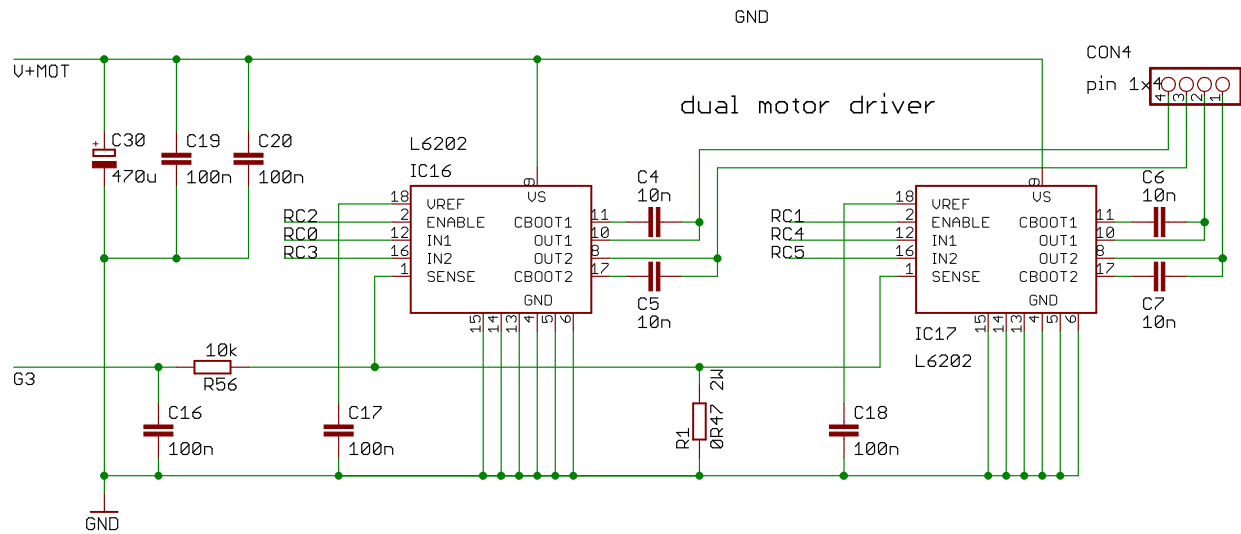 GND
V+MOT
CON4
pin 1x4
4
3
2
1
dual motor driver
+
C30
470u
C19
100n
C20
100n
L6202
IC16
9
VS
18
VREF
RC2
2
ENABLE
RC0
12
IN1
RC3
16
IN2
1
SENSE
CBOOT1
11
OUT1
10
OUT2
8
CBOOT2
17
GND
15
14
13
4
5
6
C4
10n
C5
10n
9
VS
18
VREF
RC1
2
ENABLE
RC4
12
IN1
RC5
16
IN2
1
SENSE
CBOOT1
11
OUT1
10
OUT2
8
CBOOT2
17
GND
15
14
13
4
5
6
IC17
L6202
C6
10n
C7
10n
G3
10k
R56
C16
100n
C17
100n
R1
0R47
2W
C18
100n
GND